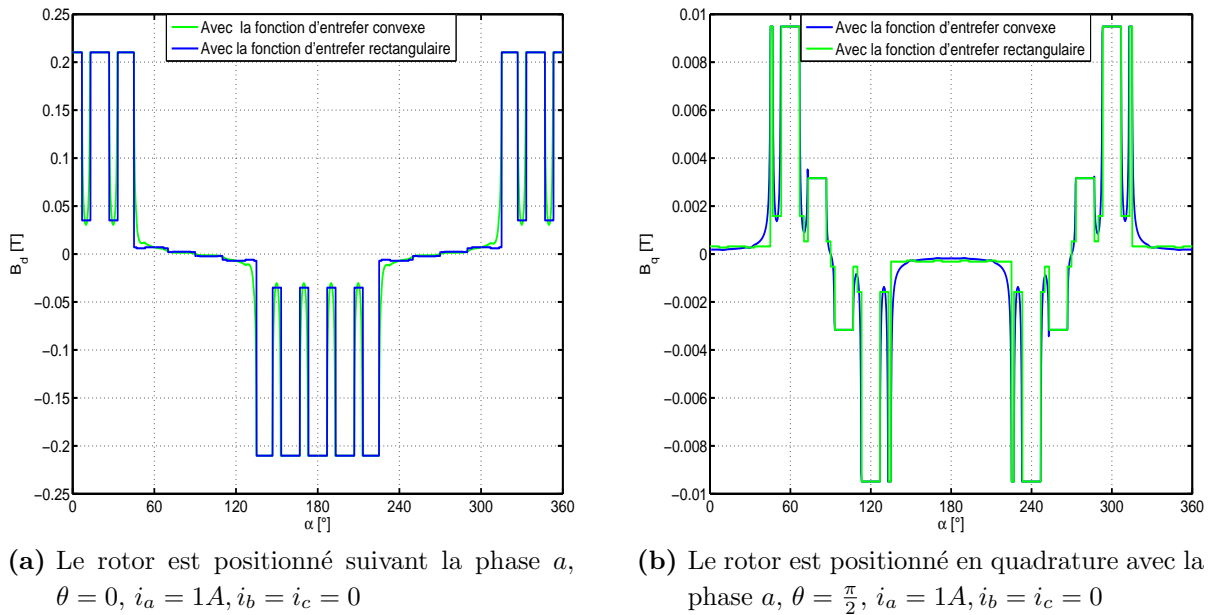 Avec la fonction d'entrefer convexe
Avec la fonction d'entrefer rectangulaire
0.25
0.2
0.15
0.1
0.05
0
−0.05
−0.1
−0.15
−0.2
−0.25
B_d [T]
0 60 120 180 240 300 360
α [°]
Avec la fonction d'entrefer convexe
Avec la fonction d'entrefer rectangulaire
0.01
0.008
0.006
0.004
0.002
0
−0.002
−0.004
−0.006
−0.008
−0.01
B_q [T]
0 60 120 180 240 300 360
α [°]
(a) Le rotor est positionné suivant la phase a,
θ = 0, i_a = 1A, i_b = i_c = 0
(b) Le rotor est positionné en quadrature avec la
phase a, θ = π/2, i_a = 1A, i_b = i_c = 0